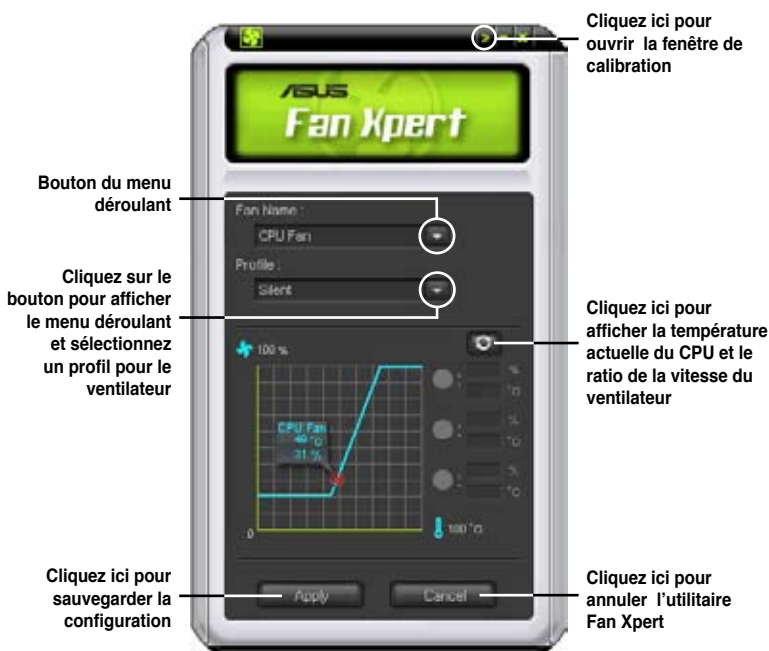 Cliquez ici pour
ouvrir la fenêtre de
calibration
ASUS
Fan Xpert
Bouton du menu
déroulant
Fan Name :
CPU Fan
Profile :
Silent
Cliquez sur le
bouton pour afficher
le menu déroulant
et sélectionnez
un profil pour le
ventilateur
Cliquez ici pour
afficher la température
actuelle du CPU et le
ratio de la vitesse du
ventilateur
100 %
%
°C
CPU Fan
°C
31 %
%
°C
%
°C
0
100 °C
Cliquez ici pour
sauvegarder la
configuration
Apply
Cancel
Cliquez ici pour
annuler l'utilitaire
Fan Xpert